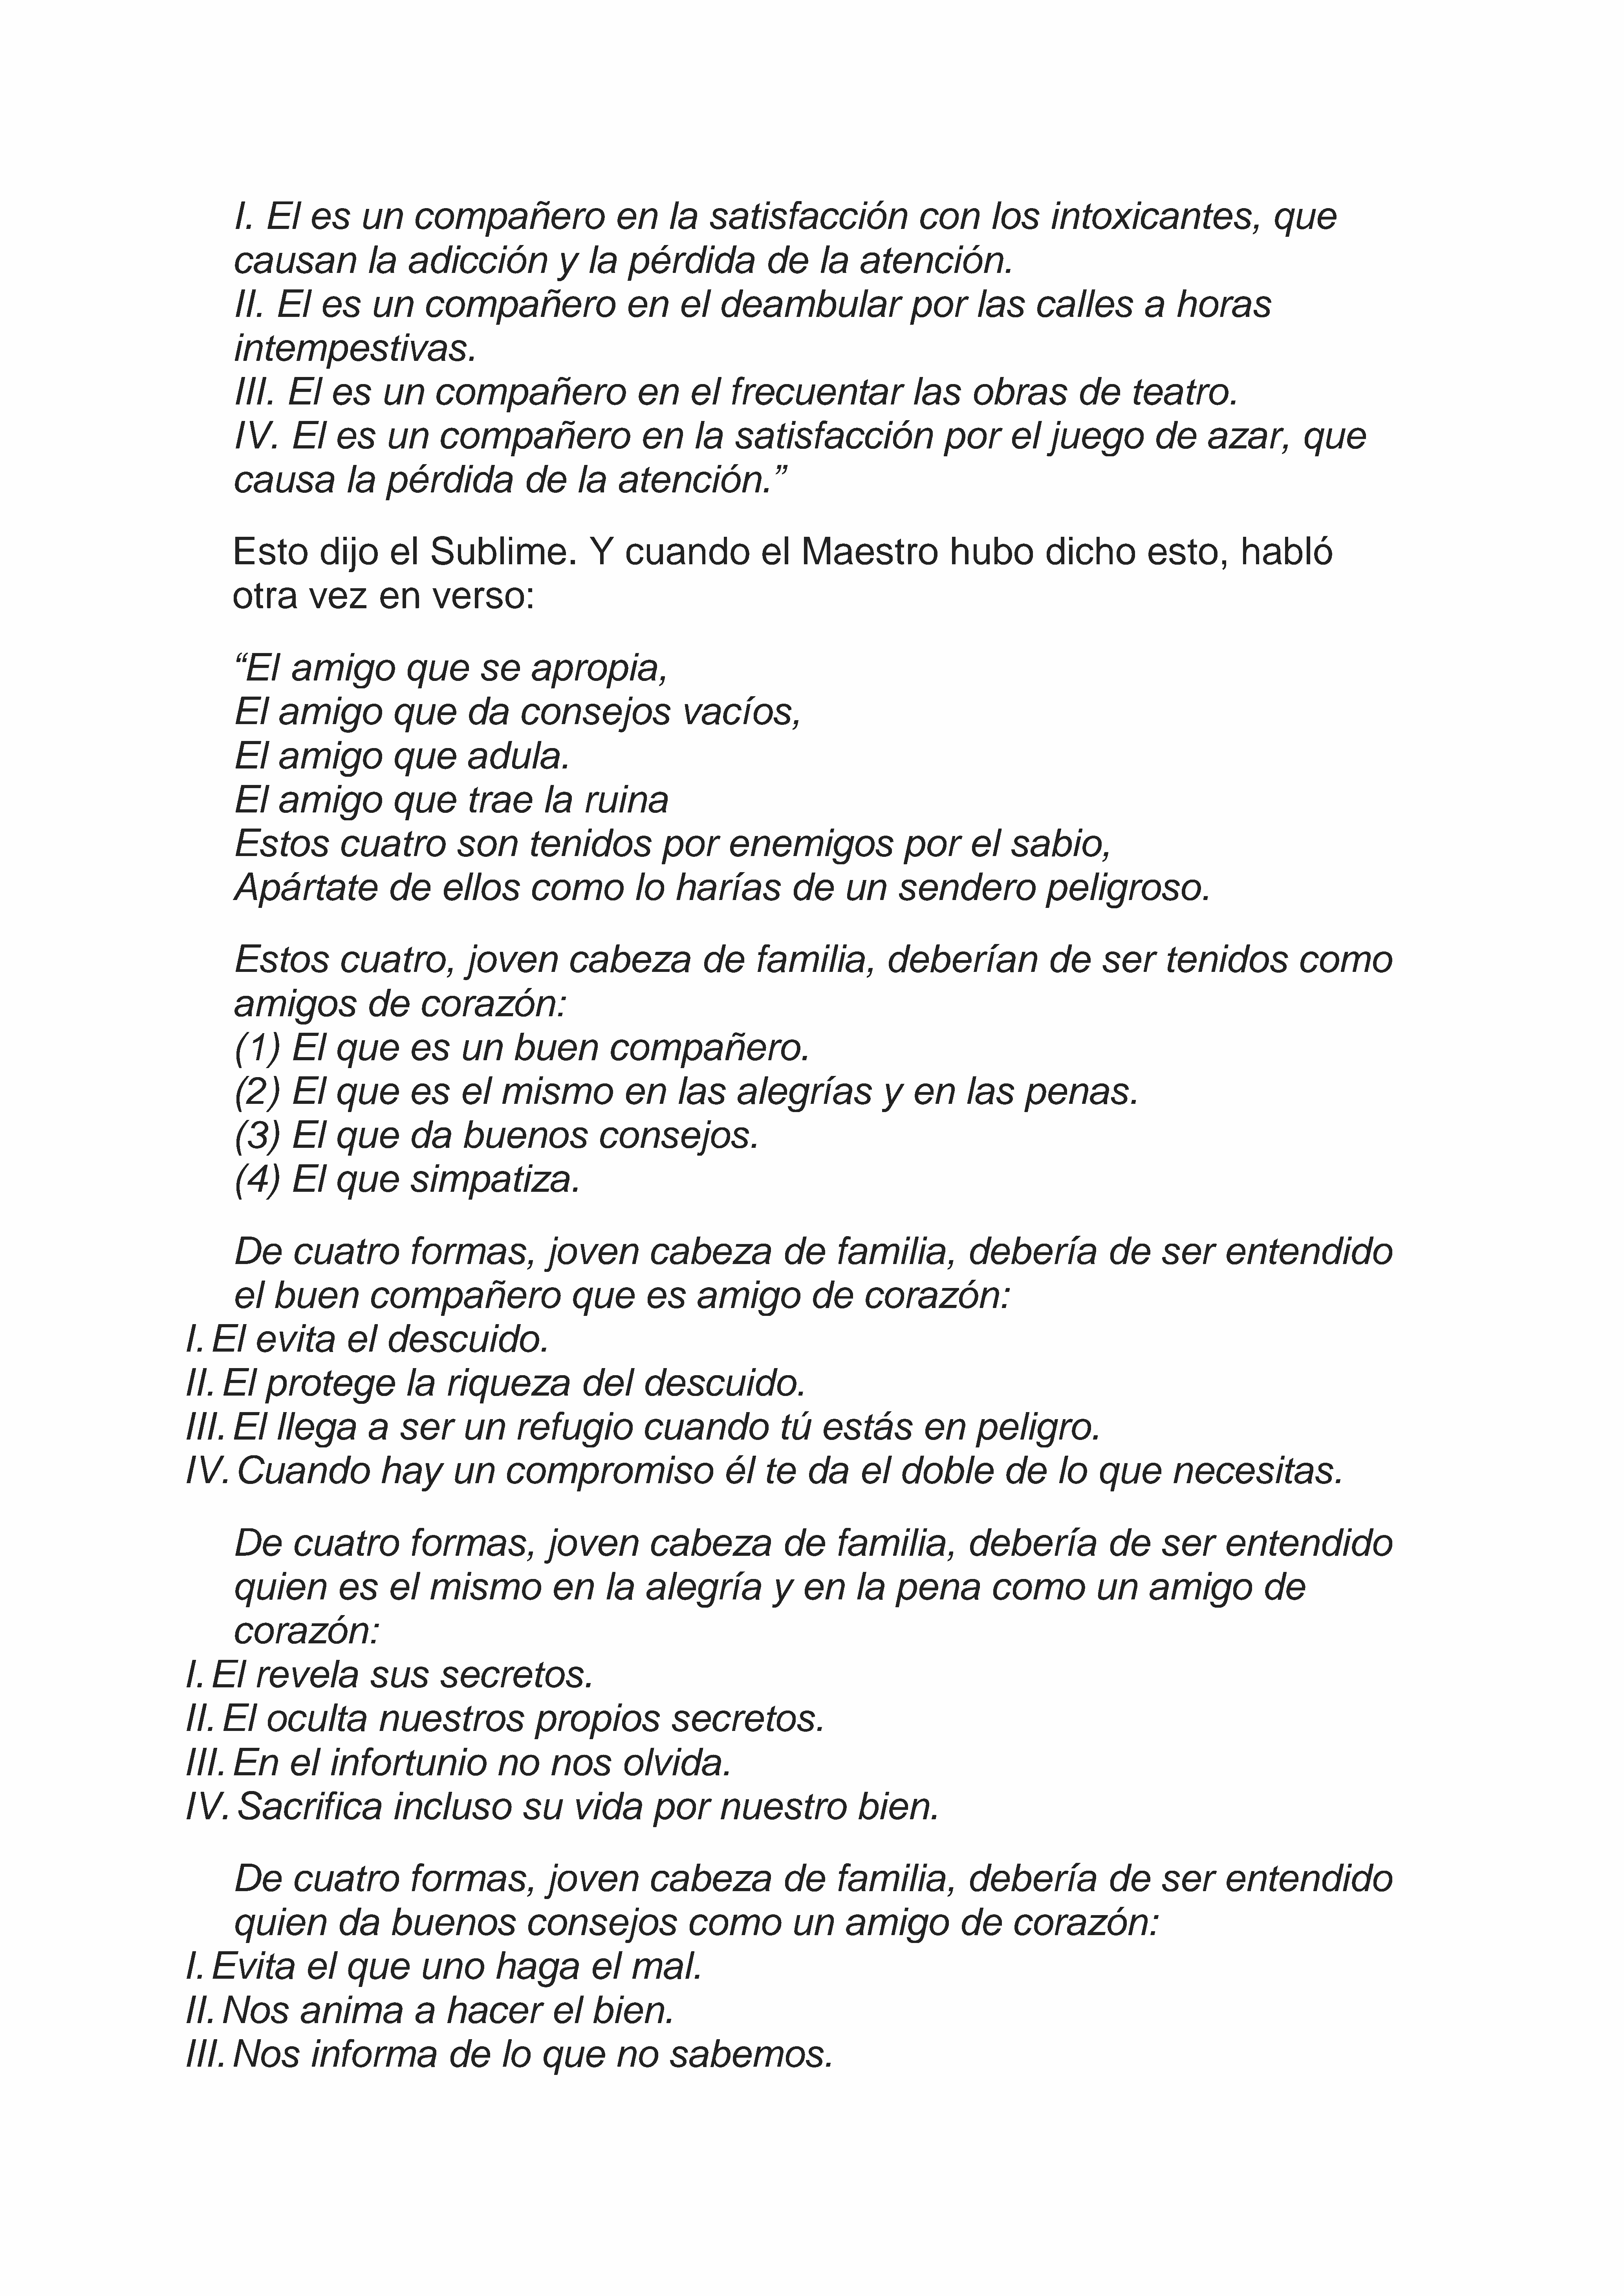 I. El es un compañero en la satisfacción con los intoxicantes, que
causan la adicción y la pérdida de la atención.
II. El es un compañero en el deambular por las calles a horas
intempestivas.
III. El es un compañero en el frecuentar las obras de teatro.
IV. El es un compañero en la satisfacción por el juego de azar, que
causa la pérdida de la atención.”
Esto dijo el Sublime. Y cuando el Maestro hubo dicho esto, habló
otra vez en verso:
“El amigo que se apropia,
El amigo que da consejos vacíos,
El amigo que adula.
El amigo que trae la ruina
Estos cuatro son tenidos por enemigos por el sabio,
Apártate de ellos como lo harías de un sendero peligroso.
Estos cuatro, joven cabeza de familia, deberían de ser tenidos como
amigos de corazón:
(1) El que es un buen compañero.
(2) El que es el mismo en las alegrías y en las penas.
(3) El que da buenos consejos.
(4) El que simpatiza.
De cuatro formas, joven cabeza de familia, debería de ser entendido
el buen compañero que es amigo de corazón:
I. El evita el descuido.
II. El protege la riqueza del descuido.
III. El llega a ser un refugio cuando tú estás en peligro.
IV. Cuando hay un compromiso él te da el doble de lo que necesitas.
De cuatro formas, joven cabeza de familia, debería de ser entendido
quien es el mismo en la alegría y en la pena como un amigo de
corazón:
I. El revela sus secretos.
II. El oculta nuestros propios secretos.
III. En el infortunio no nos olvida.
IV. Sacrifica incluso su vida por nuestro bien.
De cuatro formas, joven cabeza de familia, debería de ser entendido
quien da buenos consejos como un amigo de corazón:
I. Evita el que uno haga el mal.
II. Nos anima a hacer el bien.
III. Nos informa de lo que no sabemos.